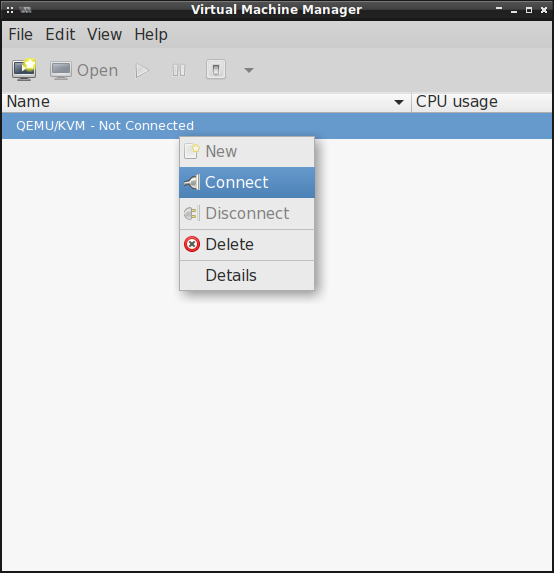 Virtual Machine Manager
File Edit View Help
Open
Name CPU usage
QEMU/KVM - Not Connected
New
Connect
Disconnect
Delete
Details